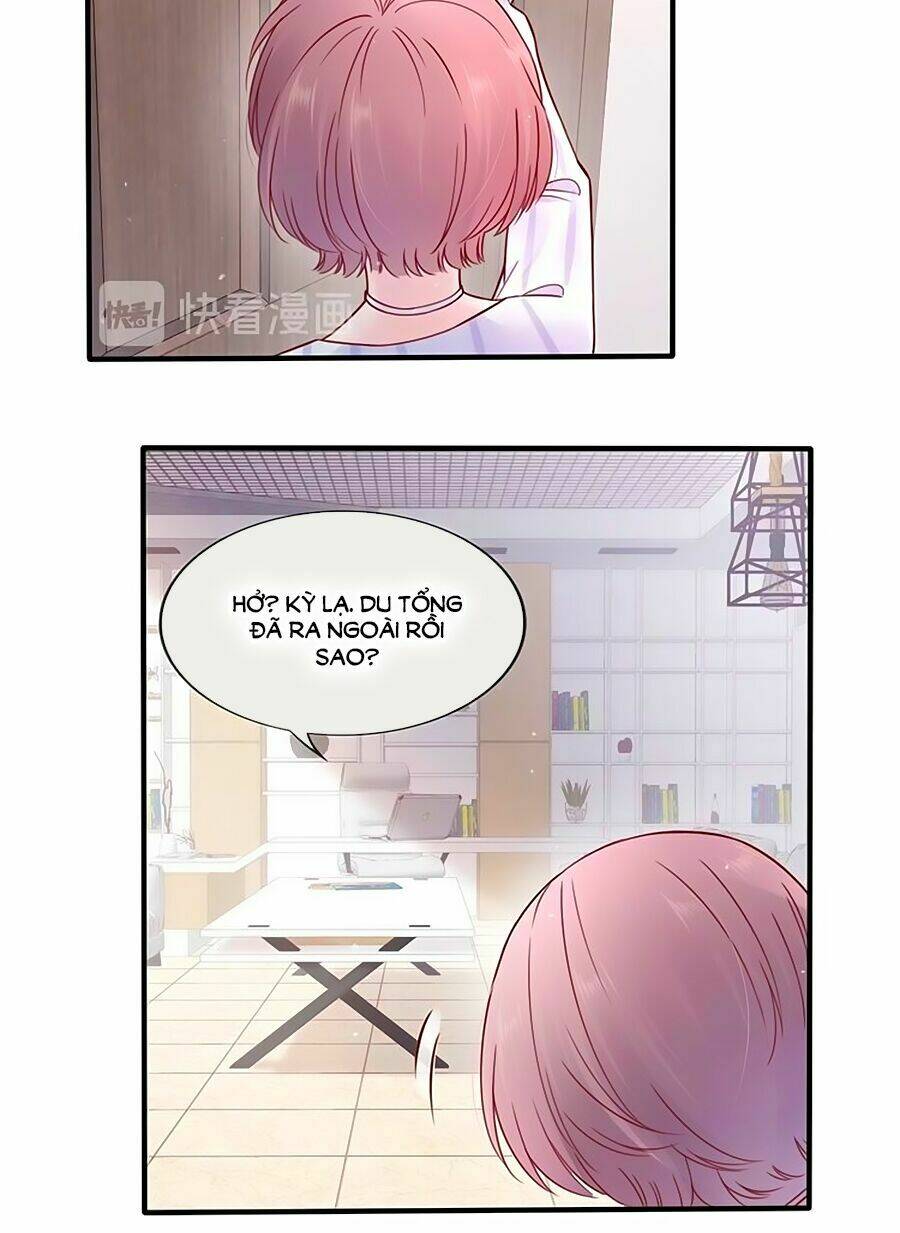 快看! 快看漫画
HỞ? KỲ LẠ. DU TỔNG
ĐÃ RA NGOÀI RỒI
SAO?